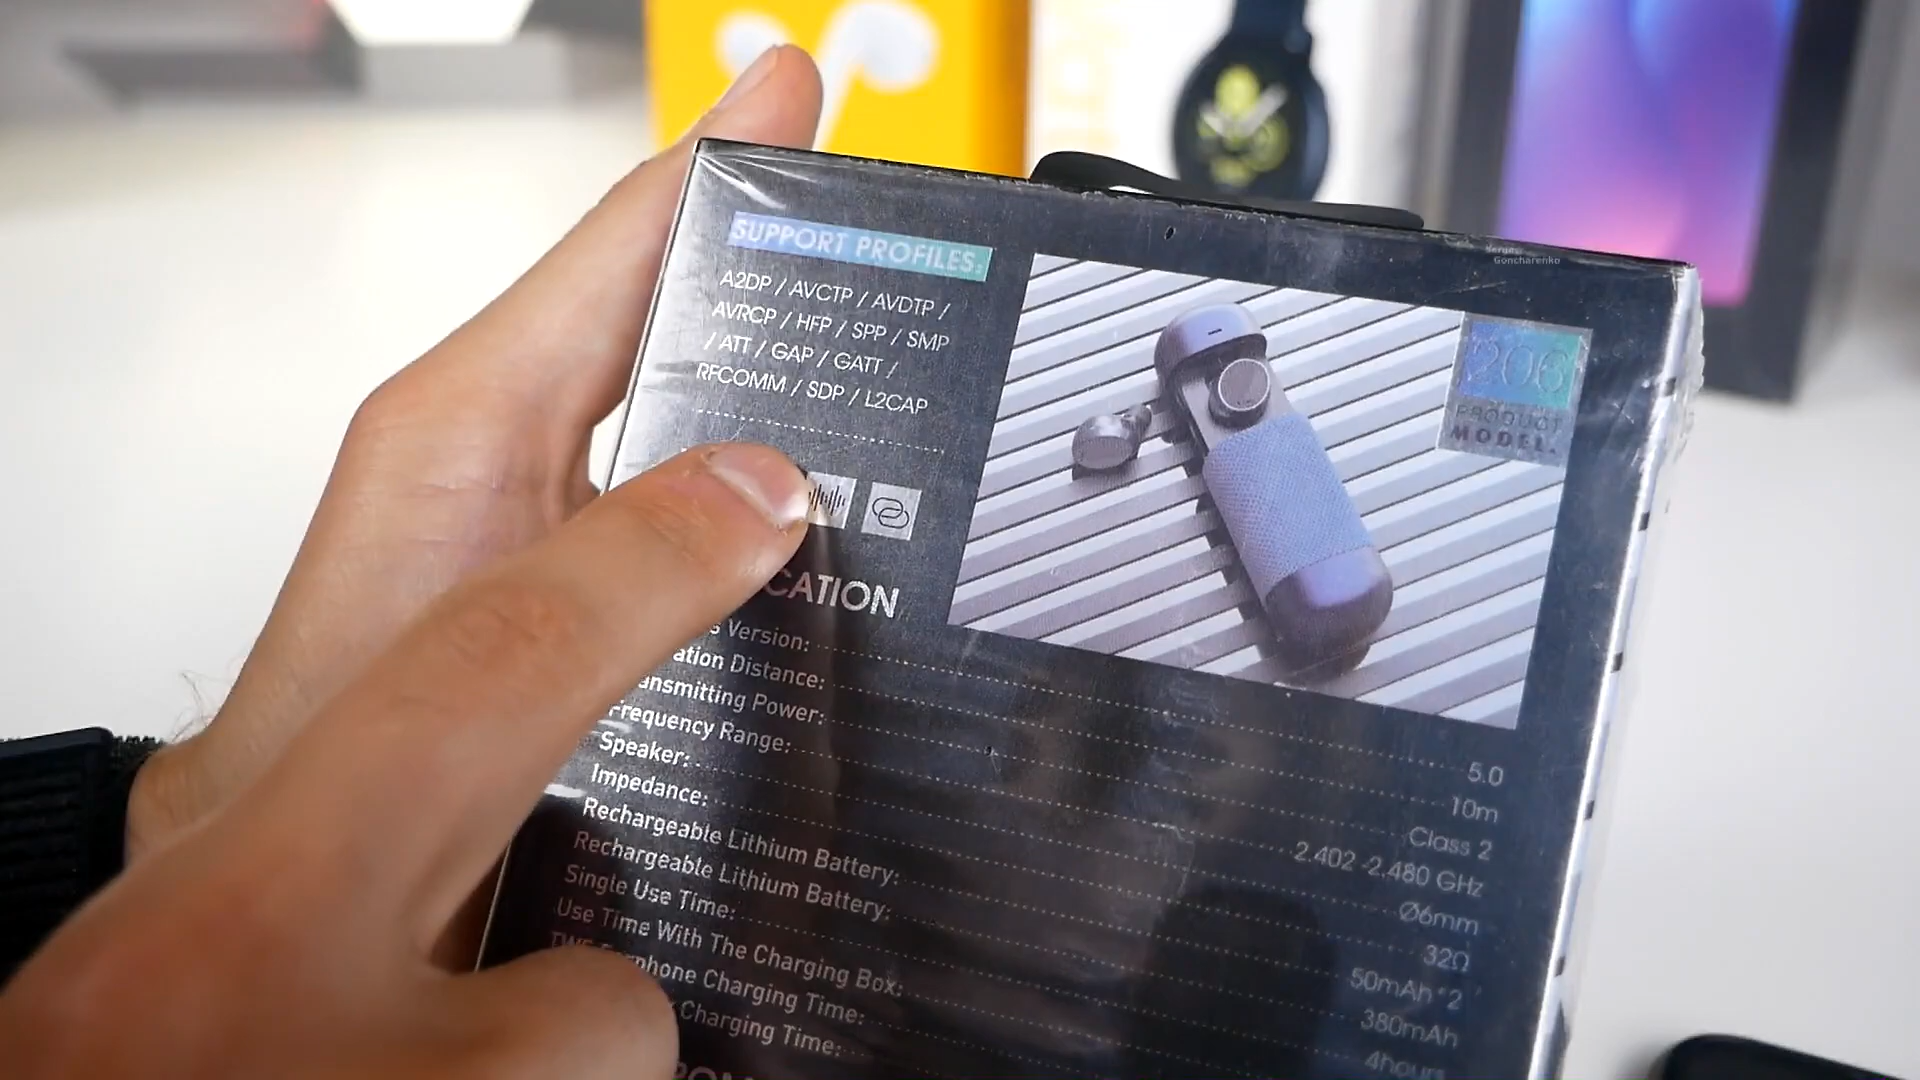 SUPPORT PROFILES:
A2DP / AVCTP / AVDTP /
AVRCP / HFP / SPP / SMP
/ ATT / GAP / GATT /
RFCOMM / SDP / L2CAP
Sergey
Goncharenko
206
PRODUCT
MODEL.
CATION
s Version: 5.0
ation Distance: 10m
ansmitting Power: Class 2
Frequency Range: 2.402 -2.480 GHz
Speaker: Ø6mm
Impedance: 32Ω
Rechargeable Lithium Battery: 50mAh*2
Rechargeable Lithium Battery: 380mAh
Single Use Time: 4hours
Use Time With The Charging Box:
phone Charging Time:
Charging Time: